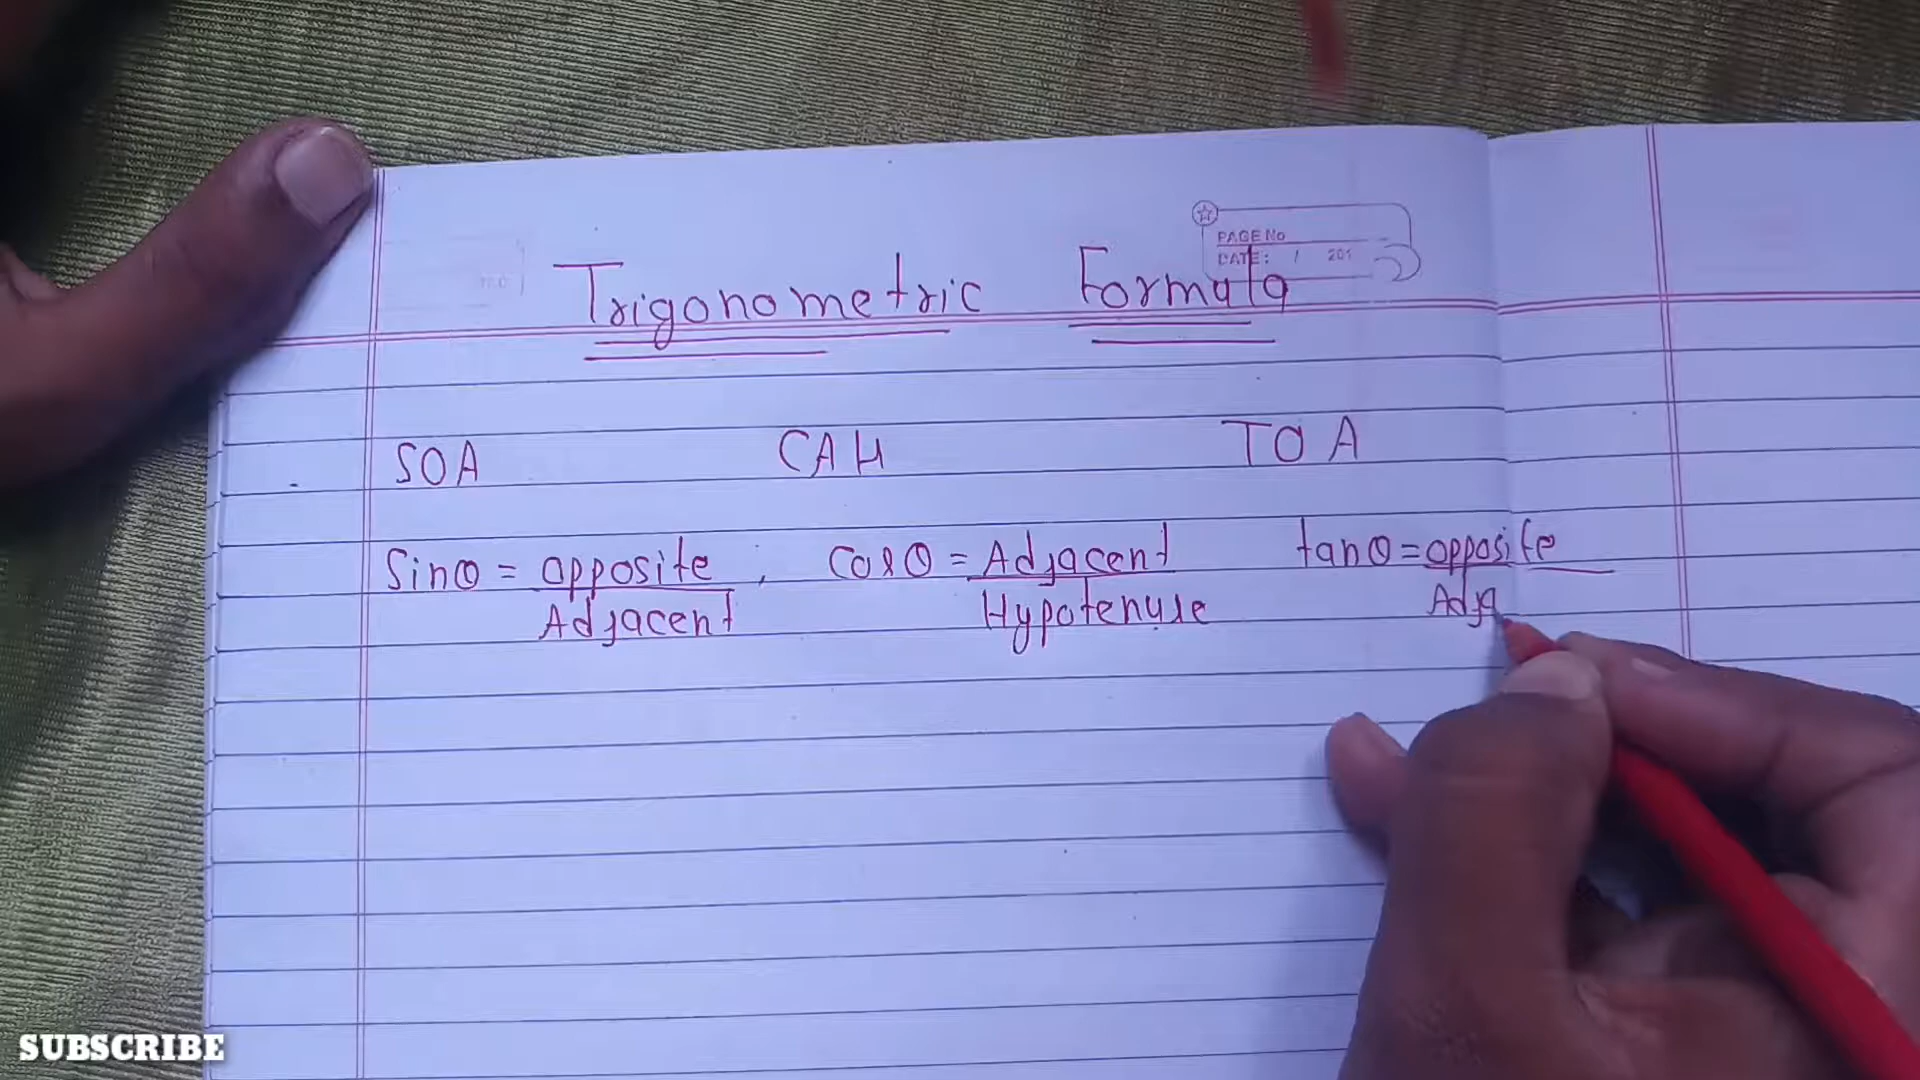 PAGE No
DATE: / 201
Trigonometric Formula
SOA CAH TOA
Sinθ = opposite ; Cosθ = Adjacent tanθ = opposite
Adjacent Hypotenuse Adja
SUBSCRIBE